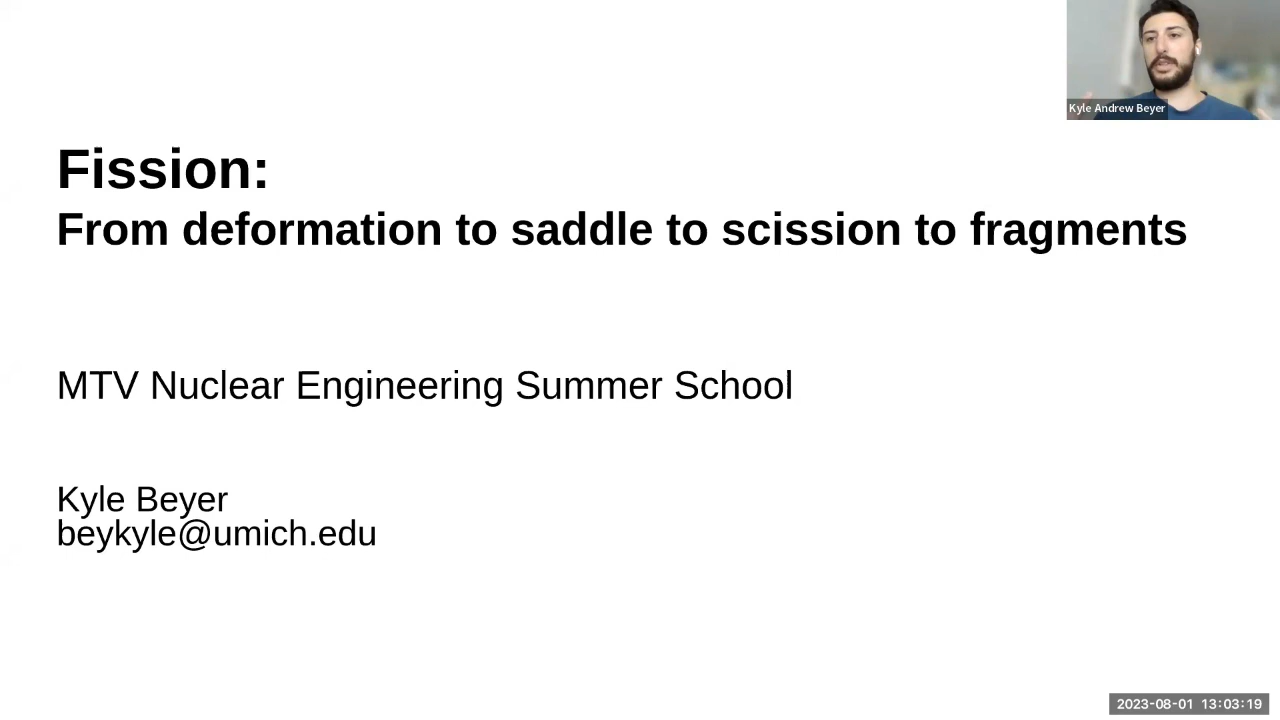 Kyle Andrew Beyer
Fission:
From deformation to saddle to scission to fragments
MTV Nuclear Engineering Summer School
Kyle Beyer
beykyle@umich.edu
2023-08-01 13:03:19